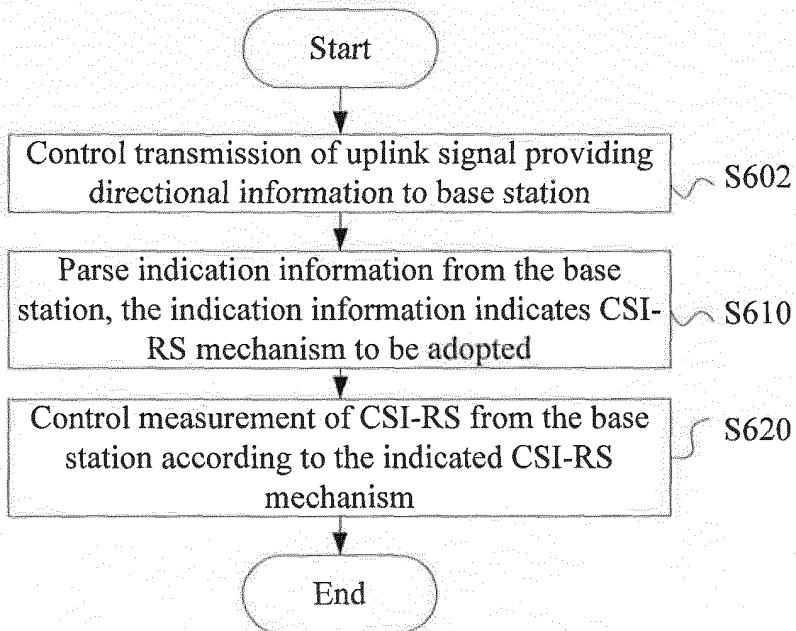 Start
Control transmission of uplink signal providing
directional information to base station
S602
Parse indication information from the base
station, the indication information indicates CSI-
RS mechanism to be adopted
S610
Control measurement of CSI-RS from the base
station according to the indicated CSI-RS
mechanism
S620
End